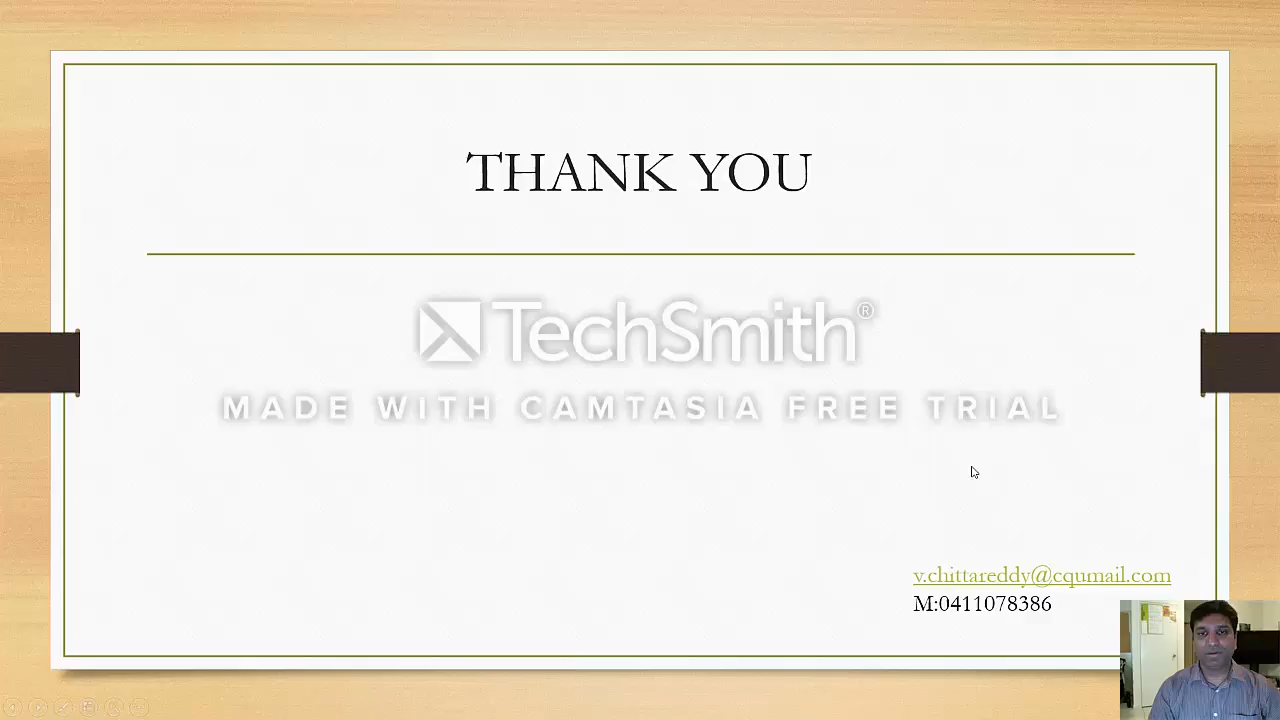 THANK YOU
TechSmith®
MADE WITH CAMTASIA FREE TRIAL
v.chittareddy@cqumail.com
M:0411078386